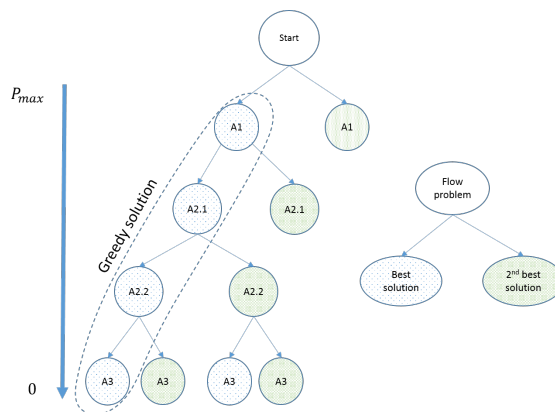 Start
P_max
A1
A1
Greedy solution
Flow
problem
A2.1
A2.1
Best
solution
2nd best
solution
A2.2
A2.2
A3
A3
A3
A3
0